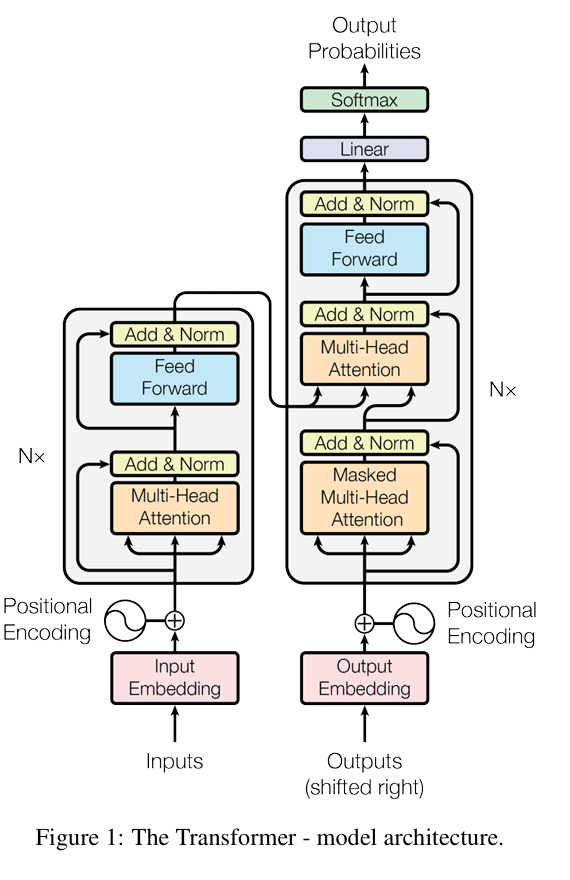 Output
Probabilities
Softmax
Linear
Add & Norm
Feed
Forward
Add & Norm
Multi-Head
Attention
Add & Norm
Masked
Multi-Head
Attention
N×
Add & Norm
Feed
Forward
Add & Norm
Multi-Head
Attention
N×
Positional
Encoding
Positional
Encoding
Input
Embedding
Output
Embedding
Inputs
Outputs
(shifted right)
Figure 1: The Transformer - model architecture.